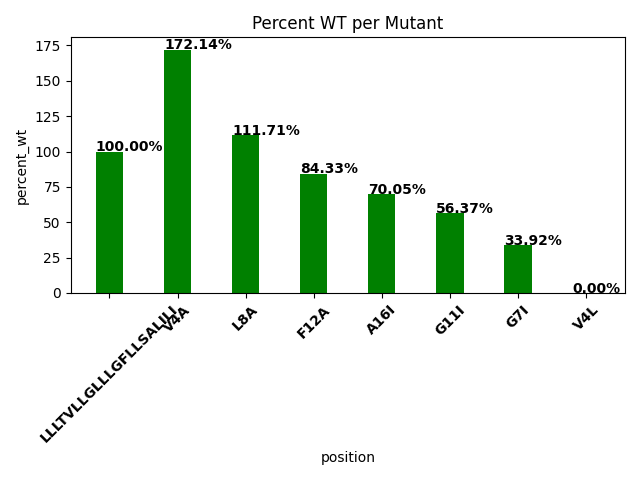 Percent WT per Mutant
percent_wt
175
150
125
100
75
50
25
0
100.00%
172.14%
111.71%
84.33%
70.05%
56.37%
33.92%
0.00%
LLLTVLLGLLLGFLLSALILI
V4A
L8A
F12A
A16I
G11I
G7I
V4L
position